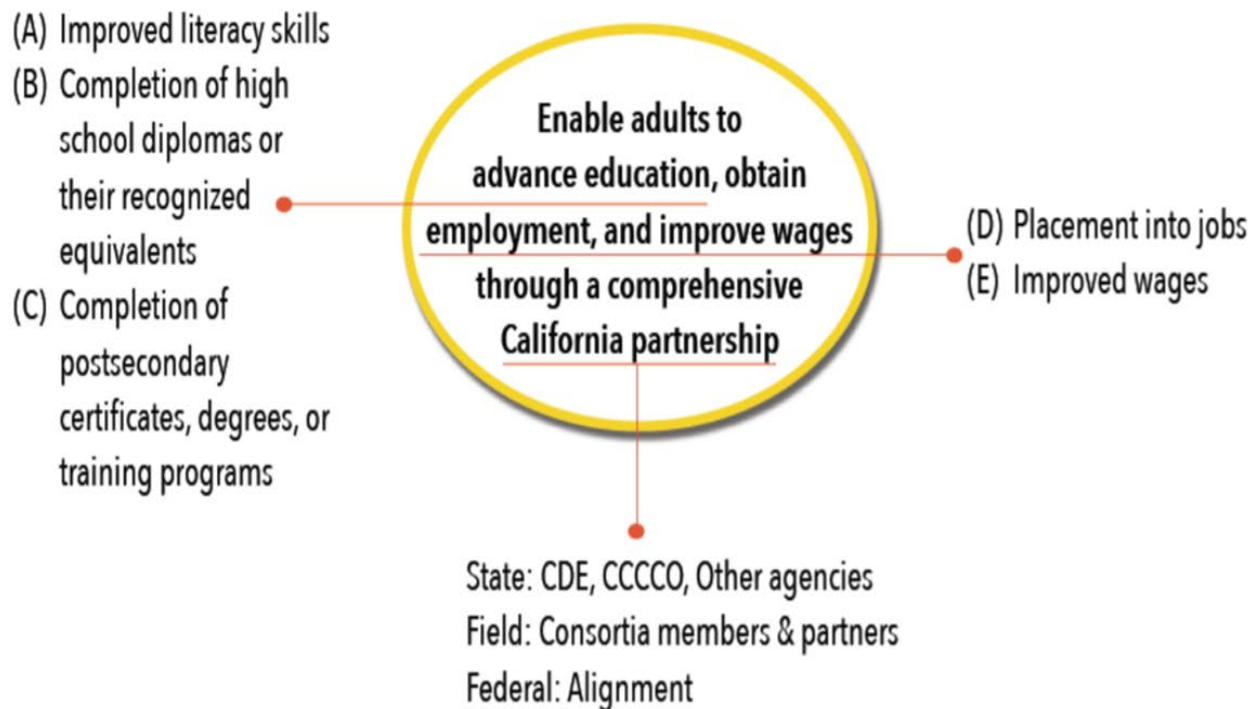 (A) Improved literacy skills
(B) Completion of high
school diplomas or
their recognized
equivalents
(C) Completion of
postsecondary
certificates, degrees, or
training programs
Enable adults to
advance education, obtain
employment, and improve wages
through a comprehensive
California partnership
(D) Placement into jobs
(E) Improved wages
State: CDE, CCCCO, Other agencies
Field: Consortia members & partners
Federal: Alignment